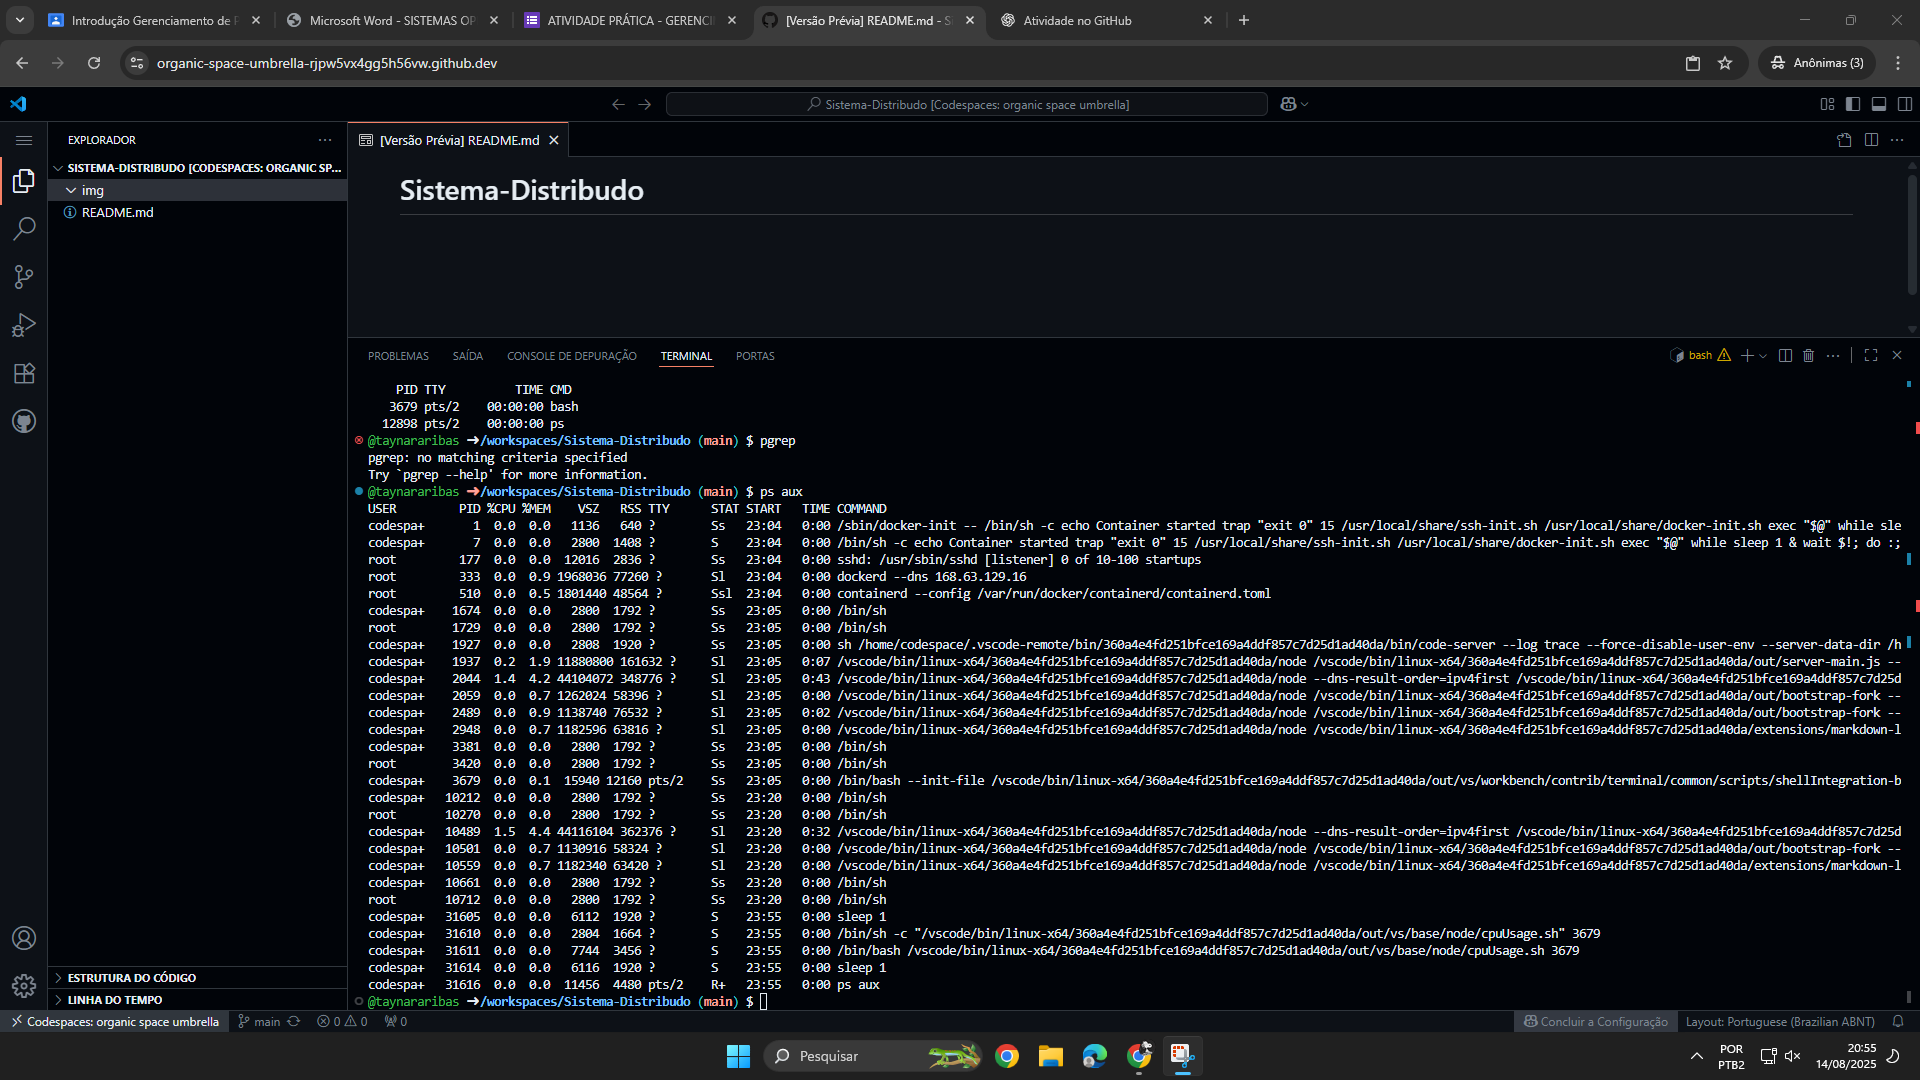 Introdução Gerenciamento de P
Microsoft Word - SISTEMAS OP
ATIVIDADE PRÁTICA - GERENCI
[Versão Prévia] README.md - S
Atividade no GitHub
organic-space-umbrella-rjpw5vx4gg5h56vw.github.dev
Anônimas (3)
Sistema-Distribudo [Codespaces: organic space umbrella]
EXPLORADOR
[Versão Prévia] README.md
SISTEMA-DISTRIBUDO [CODESPACES: ORGANIC SP...
img
README.md
Sistema-Distribudo
PROBLEMAS SAÍDA CONSOLE DE DEPURAÇÃO TERMINAL PORTAS
bash
PID TTY TIME CMD
3679 pts/2 00:00:00 bash
12898 pts/2 00:00:00 ps
@taynararibas ➜/workspaces/Sistema-Distribudo (main) $ pgrep
pgrep: no matching criteria specified
Try `pgrep --help' for more information.
@taynararibas ➜/workspaces/Sistema-Distribudo (main) $ ps aux
USER PID %CPU %MEM VSZ RSS TTY STAT START TIME COMMAND
codespa+ 1 0.0 0.0 1136 640 ? Ss 23:04 0:00 /sbin/docker-init -- /bin/sh -c echo Container started trap "exit 0" 15 /usr/local/share/ssh-init.sh /usr/local/share/docker-init.sh exec "$@" while sle
codespa+ 7 0.0 0.0 2800 1408 ? S 23:04 0:00 /bin/sh -c echo Container started trap "exit 0" 15 /usr/local/share/ssh-init.sh /usr/local/share/docker-init.sh exec "$@" while sleep 1 & wait $!; do :;
root 177 0.0 0.0 12016 2836 ? Ss 23:04 0:00 sshd: /usr/sbin/sshd [listener] 0 of 10-100 startups
root 333 0.0 0.9 1968036 77260 ? Sl 23:04 0:00 dockerd --dns 168.63.129.16
root 510 0.0 0.5 1801440 48564 ? Ssl 23:04 0:00 containerd --config /var/run/docker/containerd/containerd.toml
codespa+ 1674 0.0 0.0 2800 1792 ? Ss 23:05 0:00 /bin/sh
root 1729 0.0 0.0 2800 1792 ? Ss 23:05 0:00 /bin/sh
codespa+ 1927 0.0 0.0 2808 1920 ? Ss 23:05 0:00 sh /home/codespace/.vscode-remote/bin/360a4e4fd251bfce169a4ddf857c7d25d1ad40da/bin/code-server --log trace --force-disable-user-env --server-data-dir /h
codespa+ 1937 0.2 1.9 11880800 161632 ? Sl 23:05 0:07 /vscode/bin/linux-x64/360a4e4fd251bfce169a4ddf857c7d25d1ad40da/node /vscode/bin/linux-x64/360a4e4fd251bfce169a4ddf857c7d25d1ad40da/out/server-main.js --
codespa+ 2044 1.4 4.2 44104072 348776 ? Sl 23:05 0:43 /vscode/bin/linux-x64/360a4e4fd251bfce169a4ddf857c7d25d1ad40da/node --dns-result-order=ipv4first /vscode/bin/linux-x64/360a4e4fd251bfce169a4ddf857c7d25d
codespa+ 2059 0.0 0.7 1262024 58396 ? Sl 23:05 0:00 /vscode/bin/linux-x64/360a4e4fd251bfce169a4ddf857c7d25d1ad40da/node /vscode/bin/linux-x64/360a4e4fd251bfce169a4ddf857c7d25d1ad40da/out/bootstrap-fork --
codespa+ 2489 0.0 0.9 1138740 76532 ? Sl 23:05 0:02 /vscode/bin/linux-x64/360a4e4fd251bfce169a4ddf857c7d25d1ad40da/node /vscode/bin/linux-x64/360a4e4fd251bfce169a4ddf857c7d25d1ad40da/out/bootstrap-fork --
codespa+ 2948 0.0 0.7 1182596 63816 ? Sl 23:05 0:00 /vscode/bin/linux-x64/360a4e4fd251bfce169a4ddf857c7d25d1ad40da/node /vscode/bin/linux-x64/360a4e4fd251bfce169a4ddf857c7d25d1ad40da/extensions/markdown-l
codespa+ 3381 0.0 0.0 2800 1792 ? Ss 23:05 0:00 /bin/sh
root 3420 0.0 0.0 2800 1792 ? Ss 23:05 0:00 /bin/sh
codespa+ 3679 0.0 0.1 15940 12160 pts/2 Ss 23:05 0:00 /bin/bash --init-file /vscode/bin/linux-x64/360a4e4fd251bfce169a4ddf857c7d25d1ad40da/out/vs/workbench/contrib/terminal/common/scripts/shellIntegration-b
codespa+ 10212 0.0 0.0 2800 1792 ? Ss 23:20 0:00 /bin/sh
root 10270 0.0 0.0 2800 1792 ? Ss 23:20 0:00 /bin/sh
codespa+ 10489 1.5 4.4 44116104 362376 ? Sl 23:20 0:32 /vscode/bin/linux-x64/360a4e4fd251bfce169a4ddf857c7d25d1ad40da/node --dns-result-order=ipv4first /vscode/bin/linux-x64/360a4e4fd251bfce169a4ddf857c7d25d
codespa+ 10501 0.0 0.7 1130916 58324 ? Sl 23:20 0:00 /vscode/bin/linux-x64/360a4e4fd251bfce169a4ddf857c7d25d1ad40da/node /vscode/bin/linux-x64/360a4e4fd251bfce169a4ddf857c7d25d1ad40da/out/bootstrap-fork --
codespa+ 10559 0.0 0.7 1182340 63420 ? Sl 23:20 0:00 /vscode/bin/linux-x64/360a4e4fd251bfce169a4ddf857c7d25d1ad40da/node /vscode/bin/linux-x64/360a4e4fd251bfce169a4ddf857c7d25d1ad40da/extensions/markdown-l
codespa+ 10661 0.0 0.0 2800 1792 ? Ss 23:20 0:00 /bin/sh
root 10712 0.0 0.0 2800 1792 ? Ss 23:20 0:00 /bin/sh
codespa+ 31605 0.0 0.0 6112 1920 ? S 23:55 0:00 sleep 1
codespa+ 31610 0.0 0.0 2804 1664 ? S 23:55 0:00 /bin/sh -c "/vscode/bin/linux-x64/360a4e4fd251bfce169a4ddf857c7d25d1ad40da/out/vs/base/node/cpuUsage.sh" 3679
codespa+ 31611 0.0 0.0 7744 3456 ? S 23:55 0:00 /bin/bash /vscode/bin/linux-x64/360a4e4fd251bfce169a4ddf857c7d25d1ad40da/out/vs/base/node/cpuUsage.sh 3679
codespa+ 31614 0.0 0.0 6116 1920 ? S 23:55 0:00 sleep 1
codespa+ 31616 0.0 0.0 11456 4480 pts/2 R+ 23:55 0:00 ps aux
@taynararibas ➜/workspaces/Sistema-Distribudo (main) $
ESTRUTURA DO CÓDIGO
LINHA DO TEMPO
Codespaces: organic space umbrella main 0 0 0 Concluir a Configuração Layout: Portuguese (Brazilian ABNT)
Pesquisar
POR
PTB2
20:55
14/08/2025